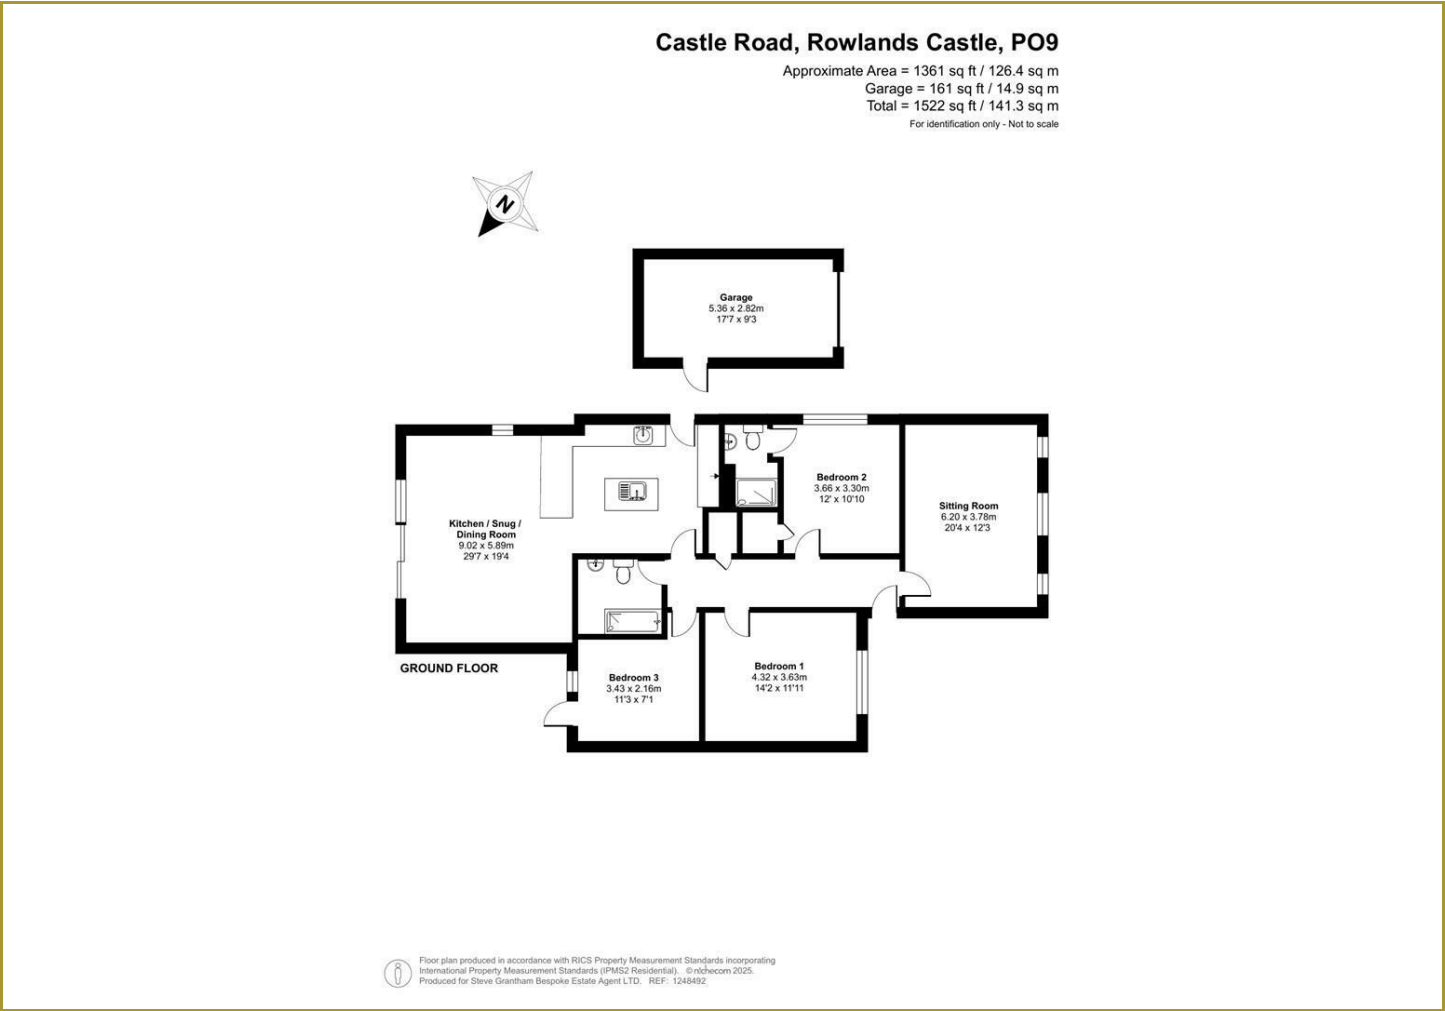 Castle Road, Rowlands Castle, PO9
Approximate Area = 1361 sq ft / 126.4 sq m
Garage = 161 sq ft / 14.9 sq m
Total = 1522 sq ft / 141.3 sq m
For identification only - Not to scale
N
Garage
5.36 x 2.82m
17'7 x 9'3
Bedroom 2
3.66 x 3.30m
12' x 10'10
Sitting Room
6.20 x 3.78m
20'4 x 12'3
Kitchen / Snug /
Dining Room
9.02 x 5.89m
29'7 x 19'4
GROUND FLOOR
Bedroom 3
3.43 x 2.16m
11'3 x 7'1
Bedroom 1
4.32 x 3.63m
14'2 x 11'11
Floor plan produced in accordance with RICS Property Measurement Standards incorporating
International Property Measurement Standards (IPMS2 Residential). © nichecom 2025.
Produced for Steve Grantham Bespoke Estate Agent LTD. REF: 1248492